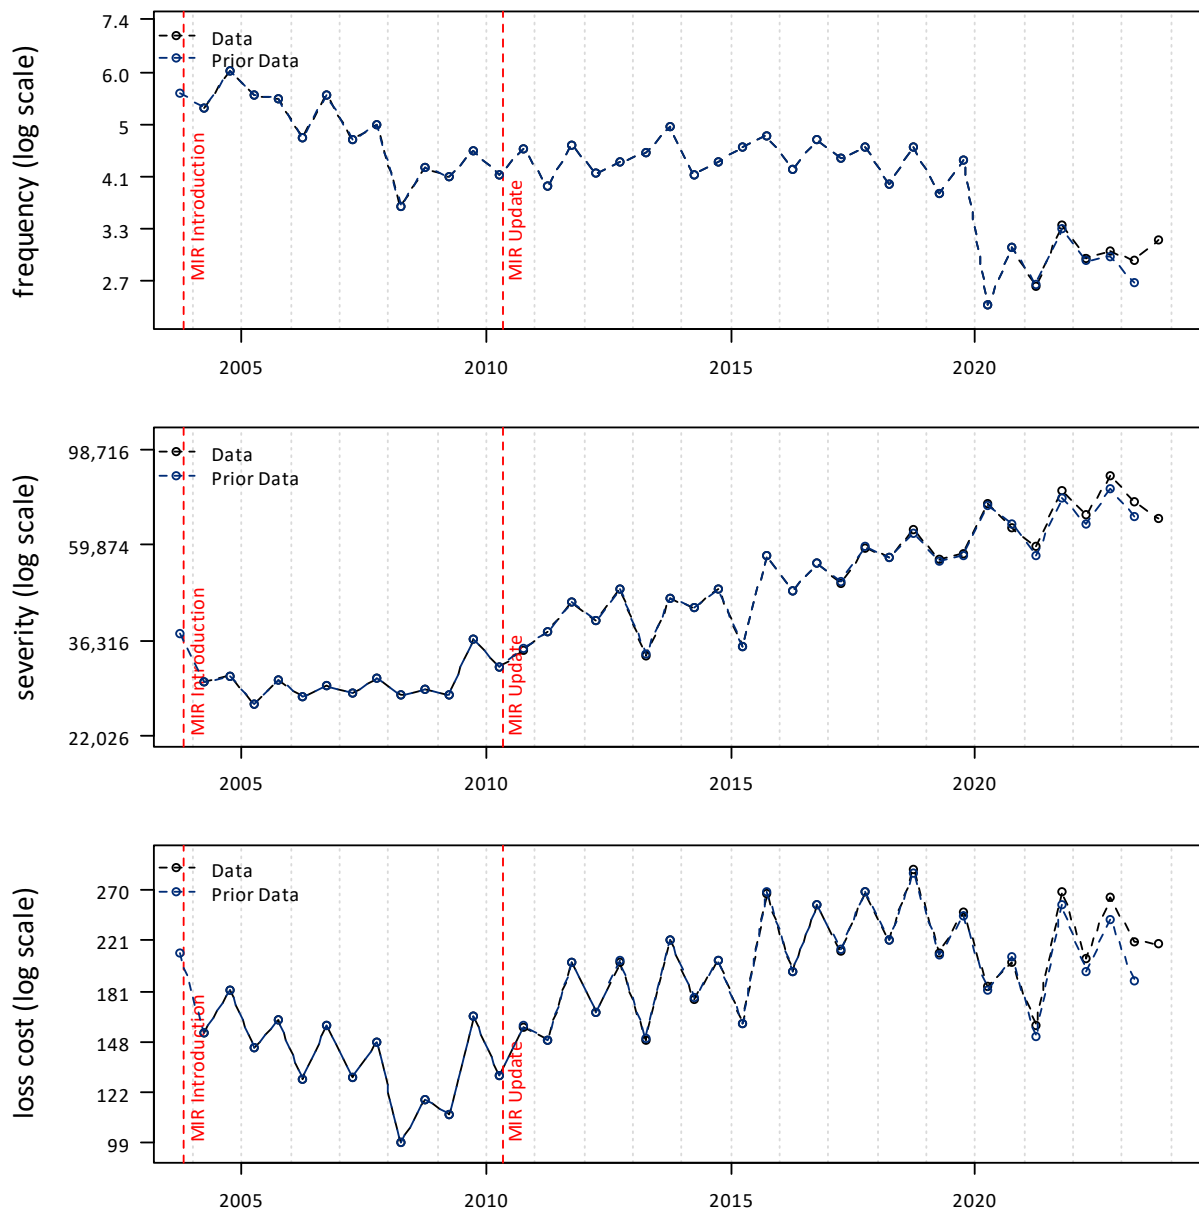 frequency (log scale)
7.4
6.0
5
4.1
3.3
2.7
Data
Prior Data
MIR Introduction
MIR Update
2005
2010
2015
2020
severity (log scale)
98,716
59,874
36,316
22,026
Data
Prior Data
MIR Introduction
MIR Update
2005
2010
2015
2020
loss cost (log scale)
270
221
181
148
122
99
Data
Prior Data
MIR Introduction
MIR Update
2005
2010
2015
2020